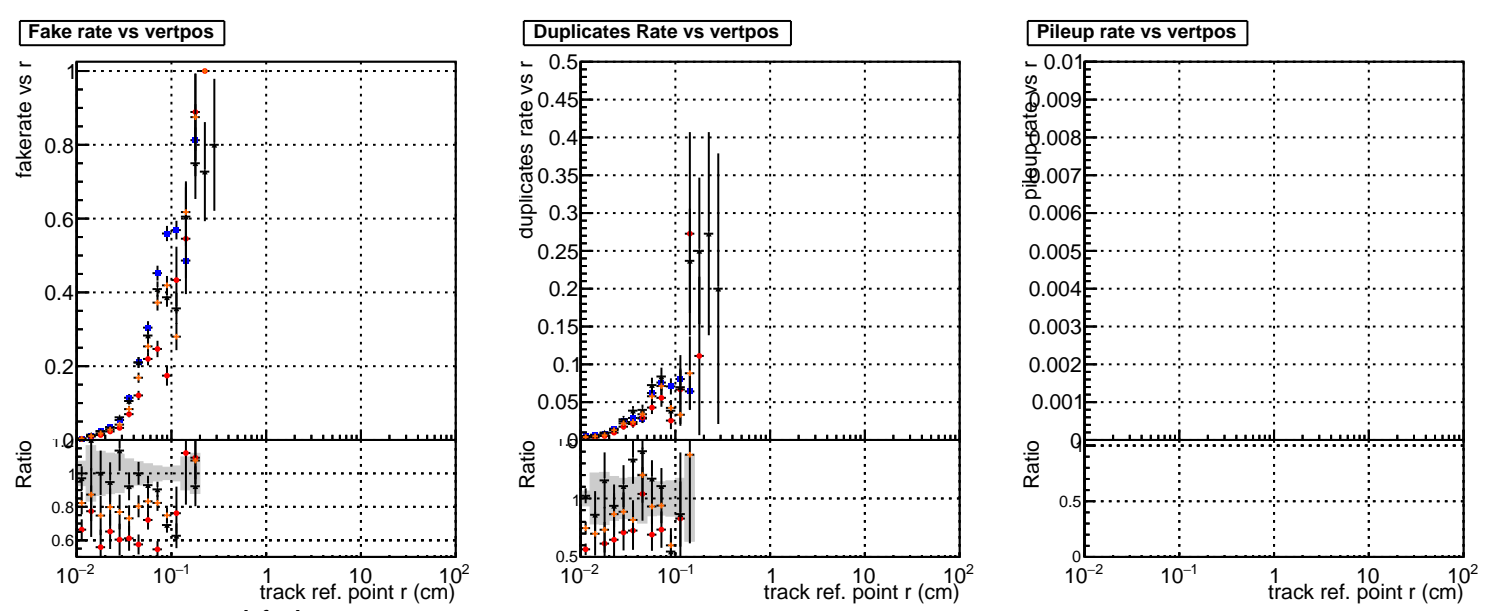 Fake rate vs vertpos
fakerate vs r
1
0.8
0.6
0.4
0.2
0
Ratio
1
0.8
0.6
10−2 10−1 1 10 102
track ref. point r (cm)
Duplicates Rate vs vertpos
duplicates rate vs r
0.5
0.45
0.4
0.35
0.3
0.25
0.2
0.15
0.1
0.05
0
Ratio
1
0.5
10−2 10−1 1 10 102
track ref. point r (cm)
Pileup rate vs vertpos
pileup rate vs r
0.01
0.009
0.008
0.007
0.006
0.005
0.004
0.003
0.002
0.001
0
Ratio
1
0.5
0
10−2 10−1 1 10 102
track ref. point r (cm)